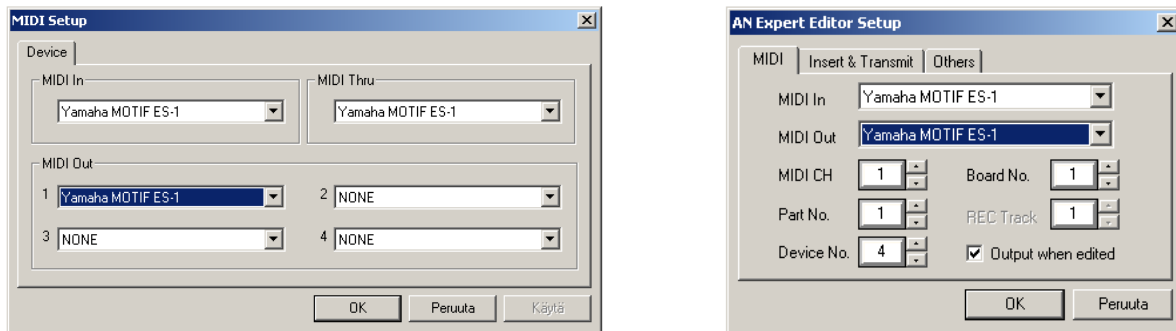 MIDI Setup
Device
MIDI In
Yamaha MOTIF ES-1
MIDI Thru
Yamaha MOTIF ES-1
MIDI Out
1 Yamaha MOTIF ES-1
2 NONE
3 NONE
4 NONE
OK
Peruuta
Käytä
AN Expert Editor Setup
MIDI
Insert & Transmit
Others
MIDI In Yamaha MOTIF ES-1
MIDI Out Yamaha MOTIF ES-1
MIDI CH 1 Board No. 1
Part No. 1 REC Track 1
Device No. 4 Output when edited
OK
Peruuta